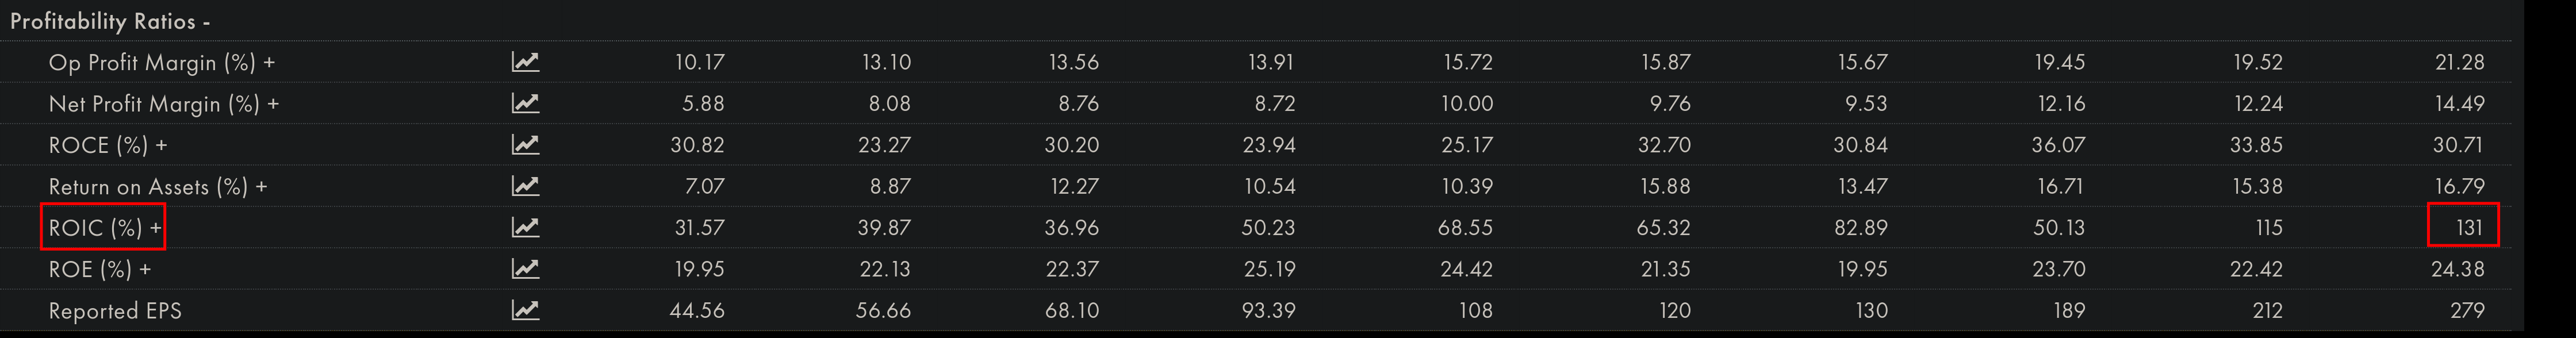 Profitability Ratios -
Op Profit Margin (%) + 10.17 13.10 13.56 13.91 15.72 15.87 15.67 19.45 19.52 21.28
Net Profit Margin (%) + 5.88 8.08 8.76 8.72 10.00 9.76 9.53 12.16 12.24 14.49
ROCE (%) + 30.82 23.27 30.20 23.94 25.17 32.70 30.84 36.07 33.85 30.71
Return on Assets (%) + 7.07 8.87 12.27 10.54 10.39 15.88 13.47 16.71 15.38 16.79
ROIC (%) + 31.57 39.87 36.96 50.23 68.55 65.32 82.89 50.13 115 131
ROE (%) + 19.95 22.13 22.37 25.19 24.42 21.35 19.95 23.70 22.42 24.38
Reported EPS 44.56 56.66 68.10 93.39 108 120 130 189 212 279